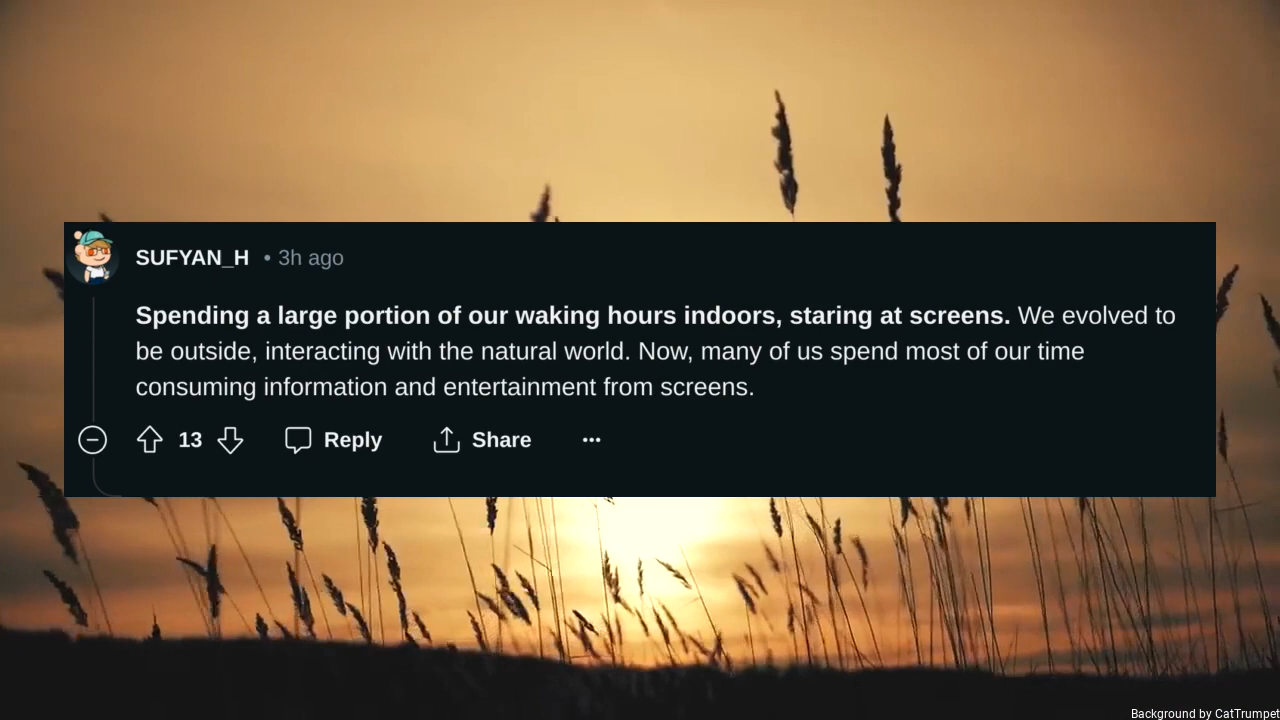 SUFYAN_H • 3h ago
Spending a large portion of our waking hours indoors, staring at screens. We evolved to
be outside, interacting with the natural world. Now, many of us spend most of our time
consuming information and entertainment from screens.
13 Reply Share ...
Background by CatTrumpet